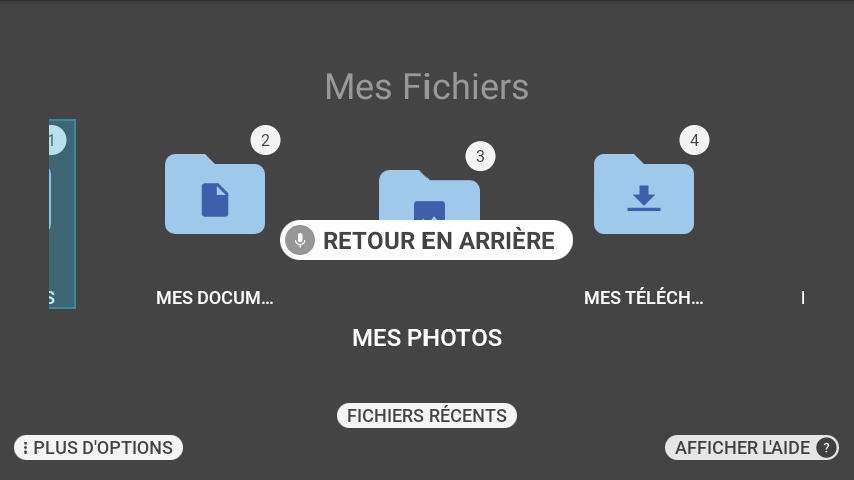 Mes Fichiers
1
2
3
4
RETOUR EN ARRIÈRE
S
MES DOCUM...
MES TÉLÉCH...
MES PHOTOS
FICHIERS RÉCENTS
PLUS D'OPTIONS
AFFICHER L'AIDE ?